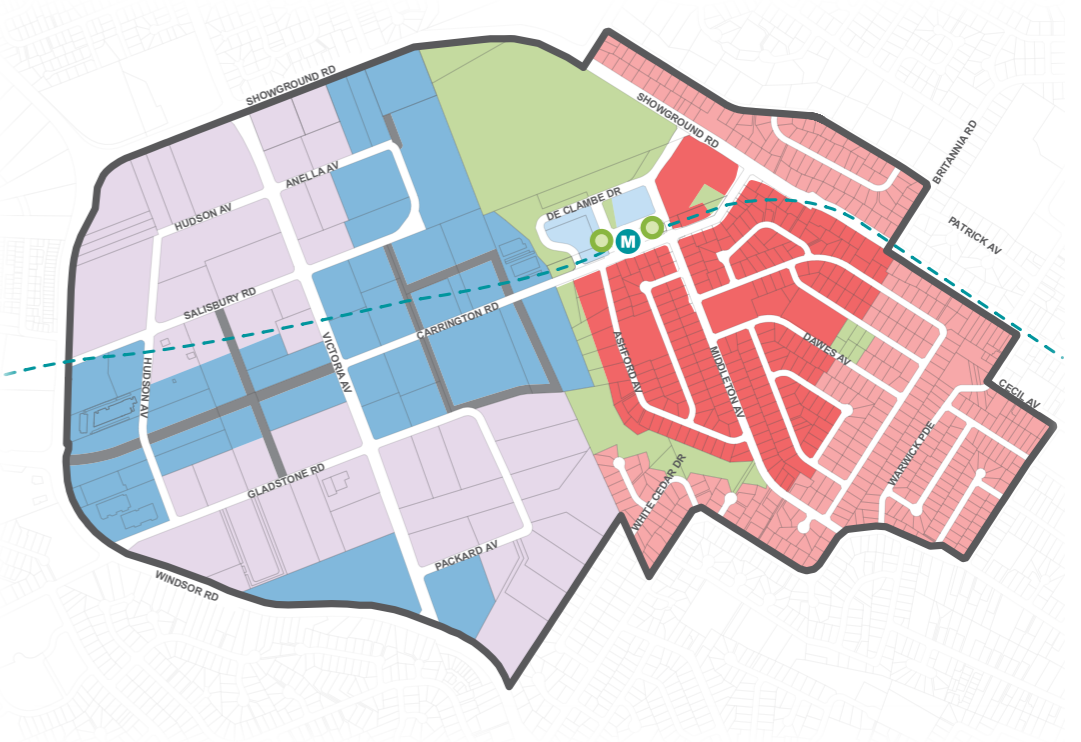 SHOWGROUND RD
SHOWGROUND RD
BRITANNIA RD
ANELLA AV
HUDSON AV
DE CLAMBE DR
PATRICK AV
M
SALISBURY RD
CARRINGTON RD
VICTORIA AV
HUDSON AV
ASHFORD AV
MIDDLETON AV
DAWES AV
CECIL AV
WARWICK PDE
WHITE CEDAR DR
GLADSTONE RD
PACKARD AV
WINDSOR RD